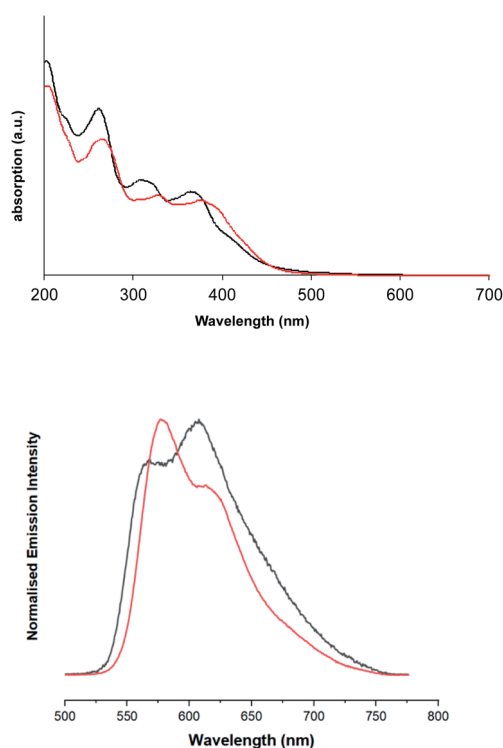 absorption (a.u.)
200 300 400 500 600 700
Wavelength (nm)
Normalised Emission Intensity
500 550 600 650 700 750 800
Wavelength (nm)